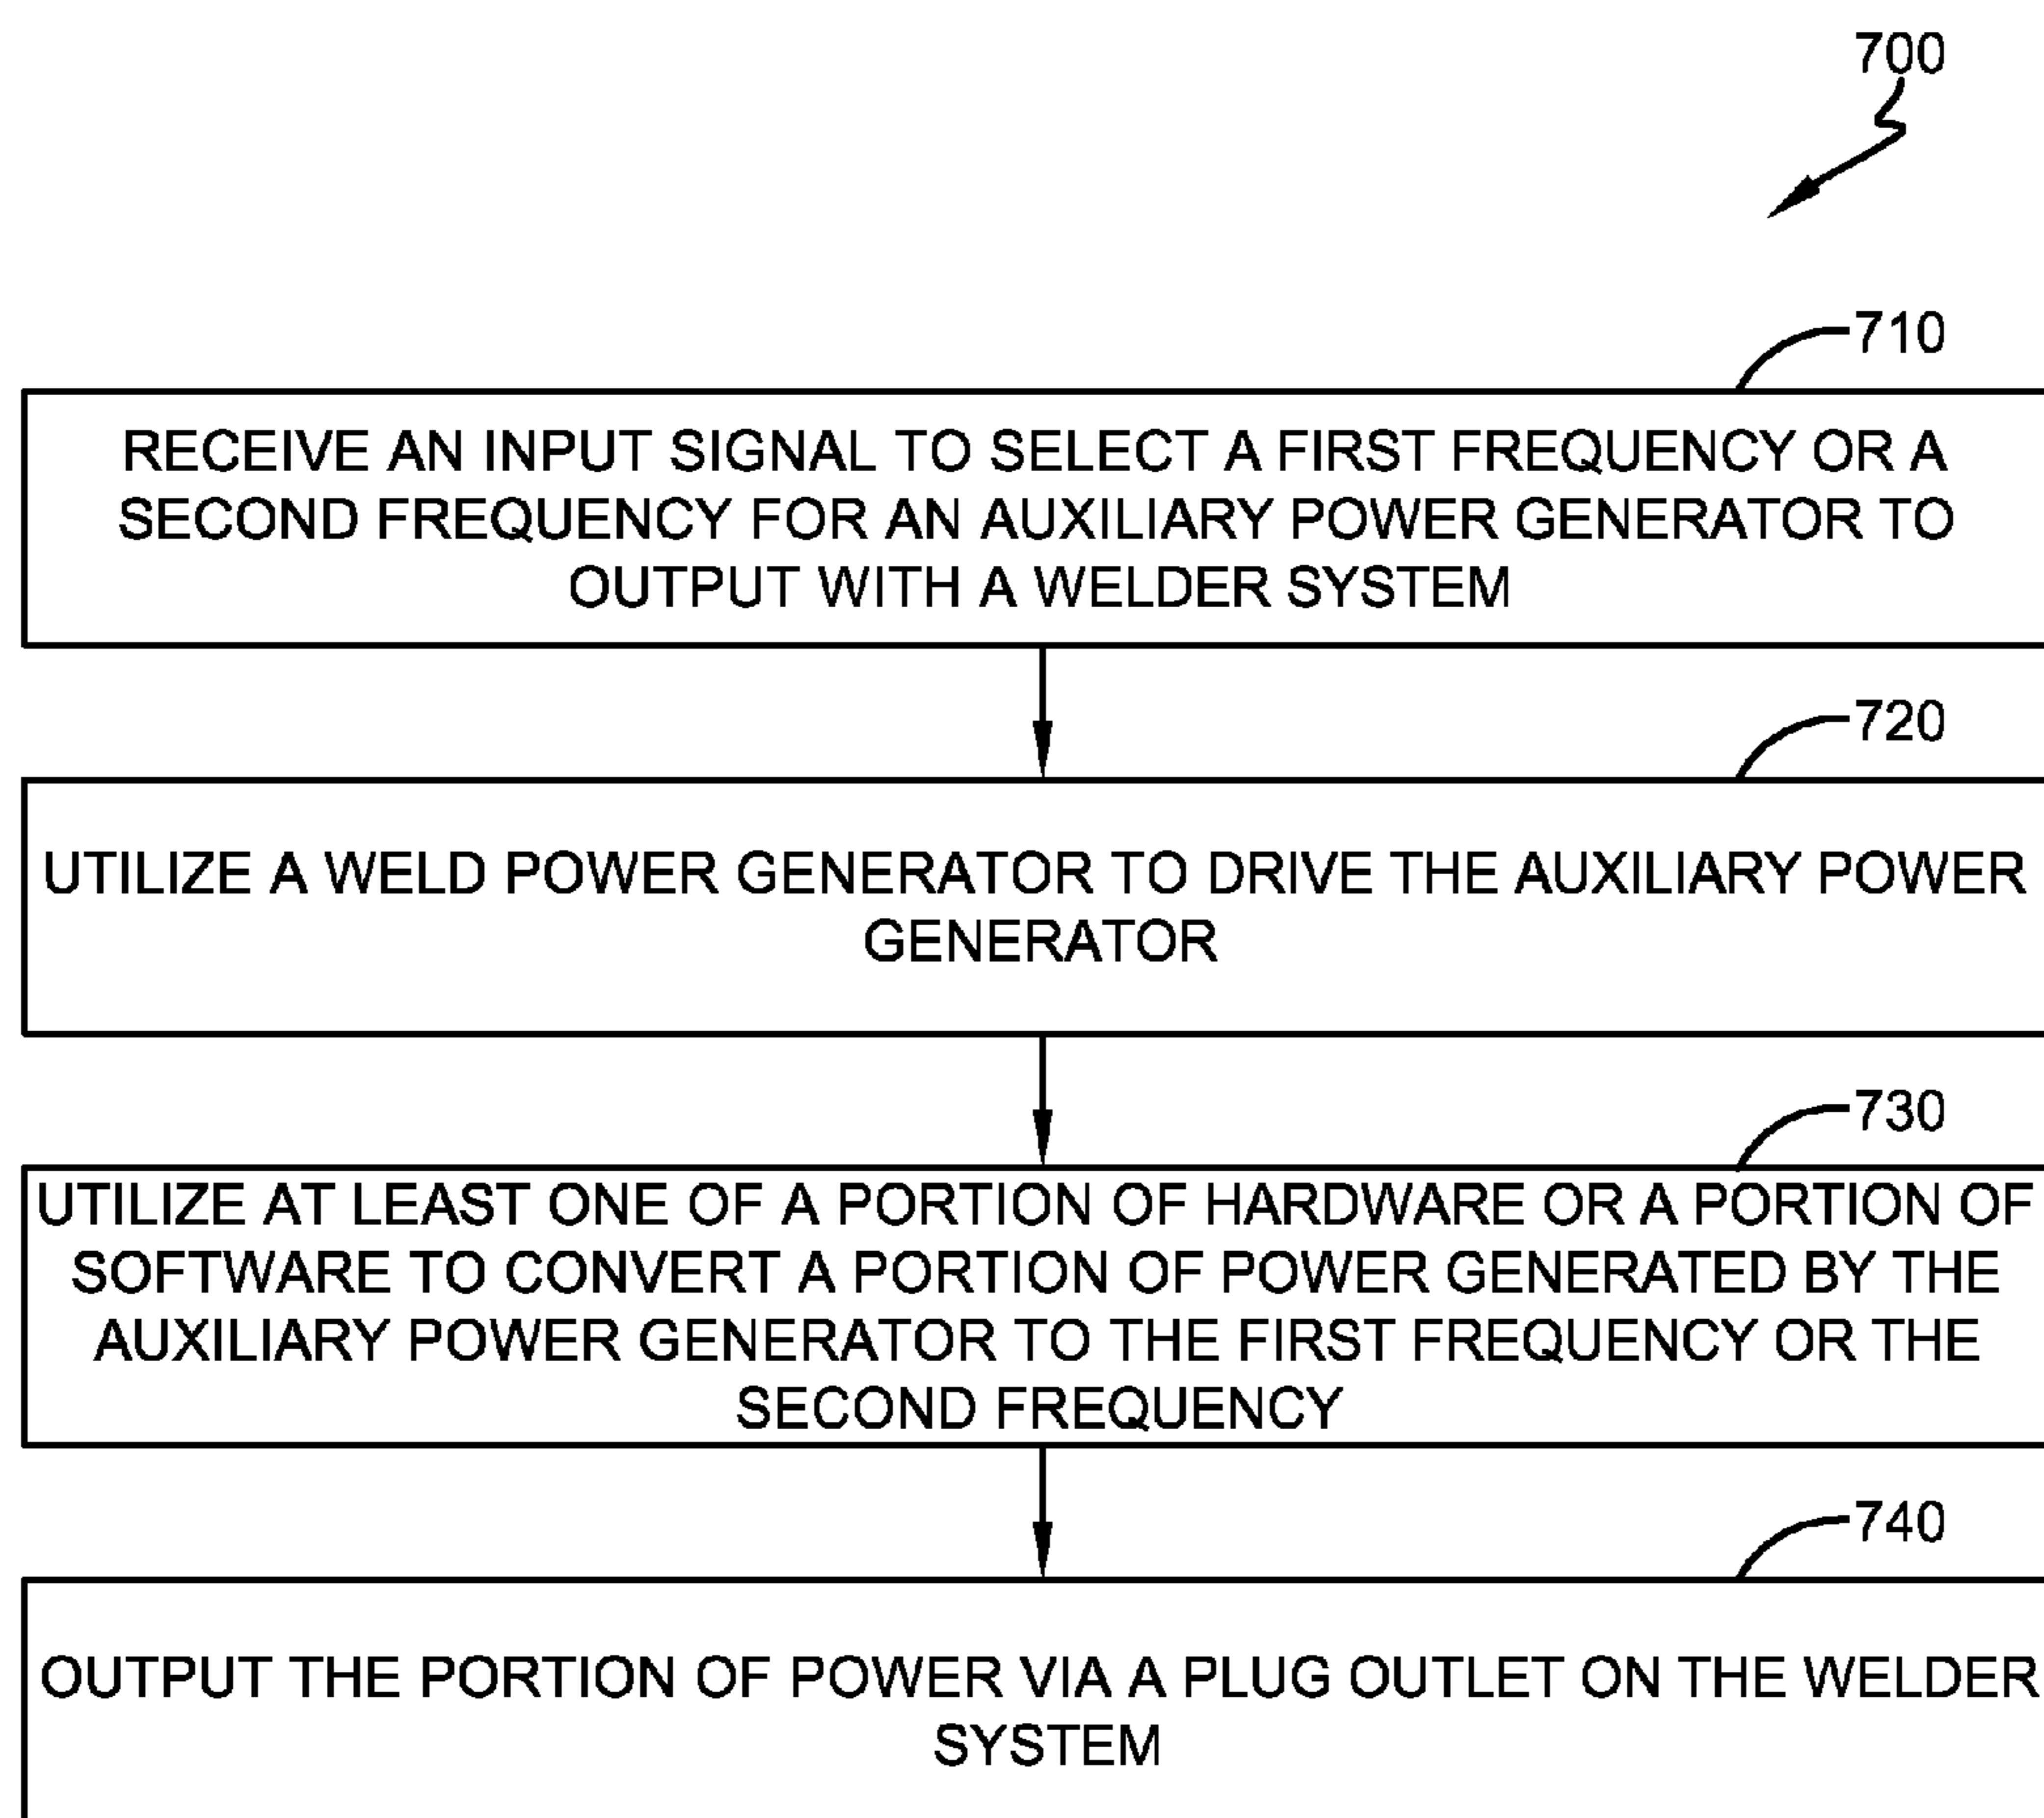 700
710
RECEIVE AN INPUT SIGNAL TO SELECT A FIRST FREQUENCY OR A
SECOND FREQUENCY FOR AN AUXILIARY POWER GENERATOR TO
OUTPUT WITH A WELDER SYSTEM
720
UTILIZE A WELD POWER GENERATOR TO DRIVE THE AUXILIARY POWER
GENERATOR
730
UTILIZE AT LEAST ONE OF A PORTION OF HARDWARE OR A PORTION OF
SOFTWARE TO CONVERT A PORTION OF POWER GENERATED BY THE
AUXILIARY POWER GENERATOR TO THE FIRST FREQUENCY OR THE
SECOND FREQUENCY
740
OUTPUT THE PORTION OF POWER VIA A PLUG OUTLET ON THE WELDER
SYSTEM